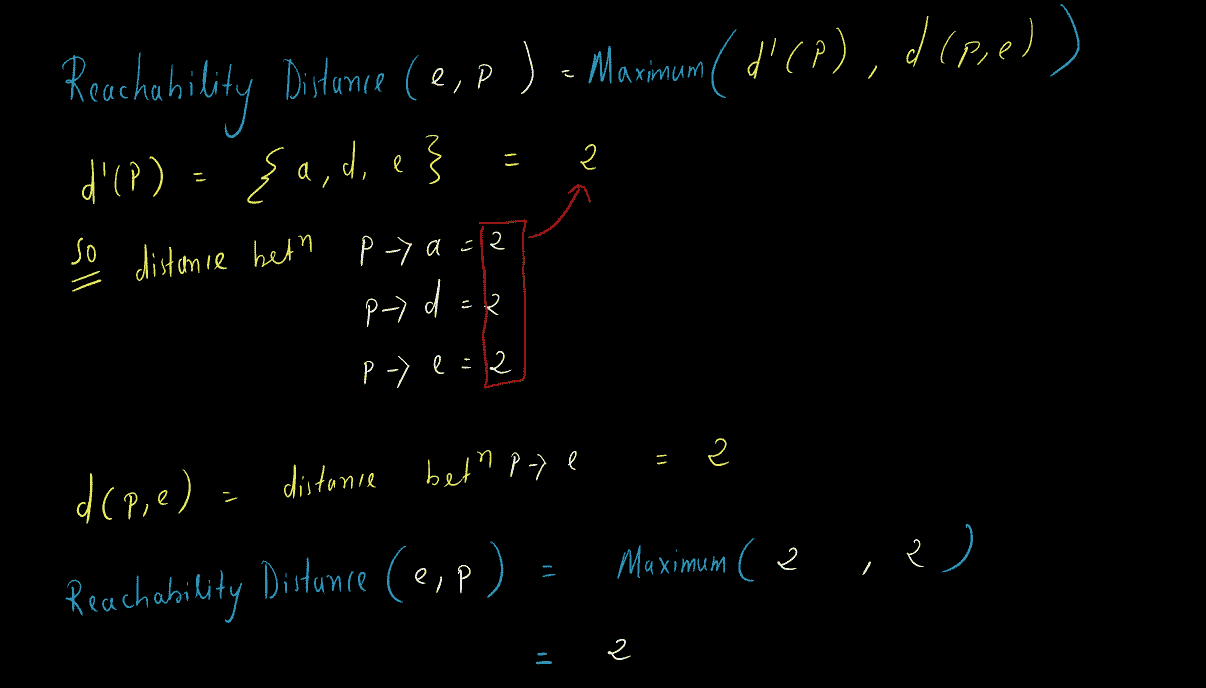 Reachability Distance (e, p) = Maximum( d'(P) , d(p,e) )
d'(P) = { a, d, e } = 2
So distance betⁿ P → a = 2
P → d = 2
P → e = 2
d(p,e) = distance betⁿ P → e = 2
Reachability Distance (e, p) = Maximum( 2 , 2 )
= 2